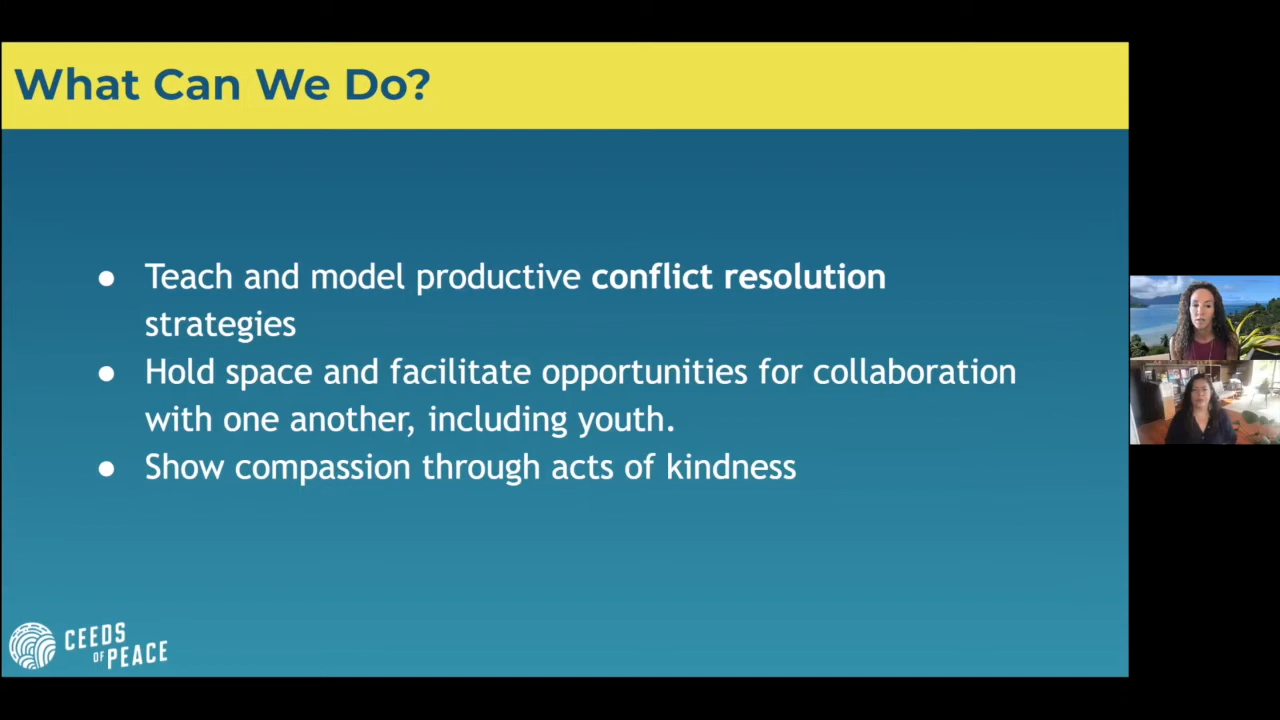 What Can We Do?
● Teach and model productive conflict resolution
strategies
● Hold space and facilitate opportunities for collaboration
with one another, including youth.
● Show compassion through acts of kindness
CEEDS
OF PEACE